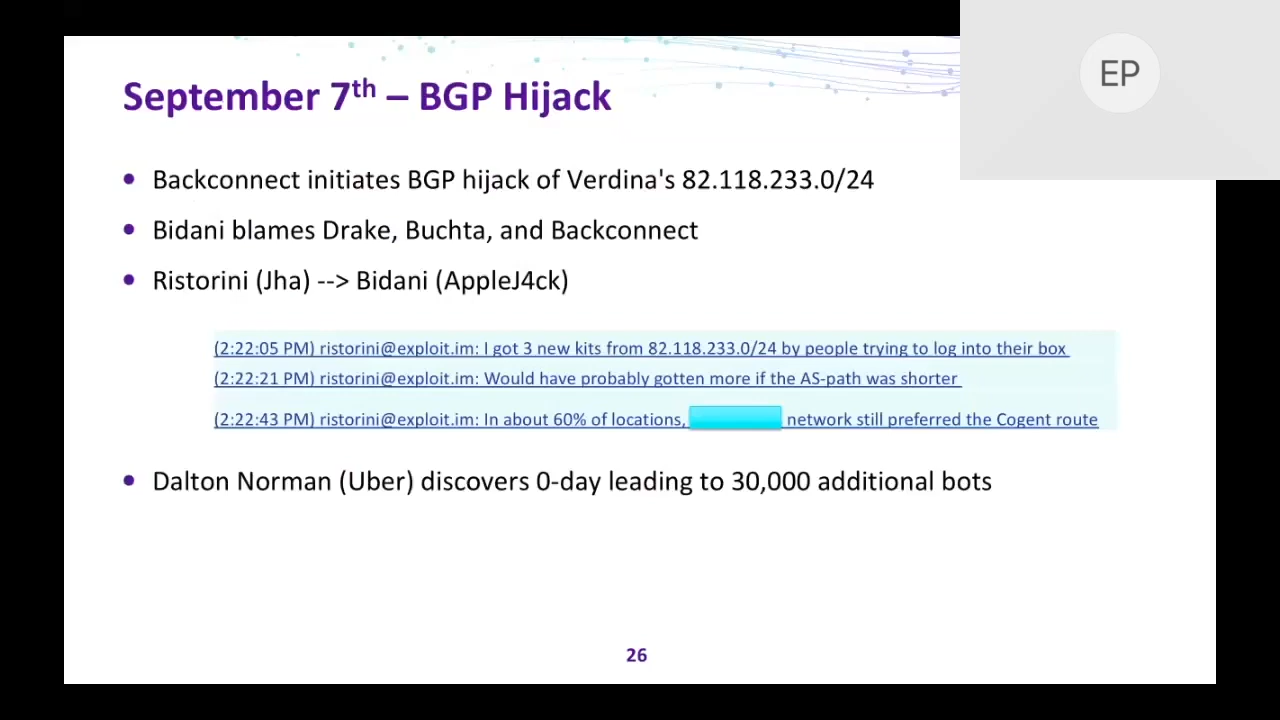 September 7th – BGP Hijack
EP
• Backconnect initiates BGP hijack of Verdina's 82.118.233.0/24
• Bidani blames Drake, Buchta, and Backconnect
• Ristorini (Jha) --> Bidani (AppleJ4ck)
(2:22:05 PM) ristorini@exploit.im: I got 3 new kits from 82.118.233.0/24 by people trying to log into their box
(2:22:21 PM) ristorini@exploit.im: Would have probably gotten more if the AS-path was shorter
(2:22:43 PM) ristorini@exploit.im: In about 60% of locations, network still preferred the Cogent route
• Dalton Norman (Uber) discovers 0-day leading to 30,000 additional bots
26